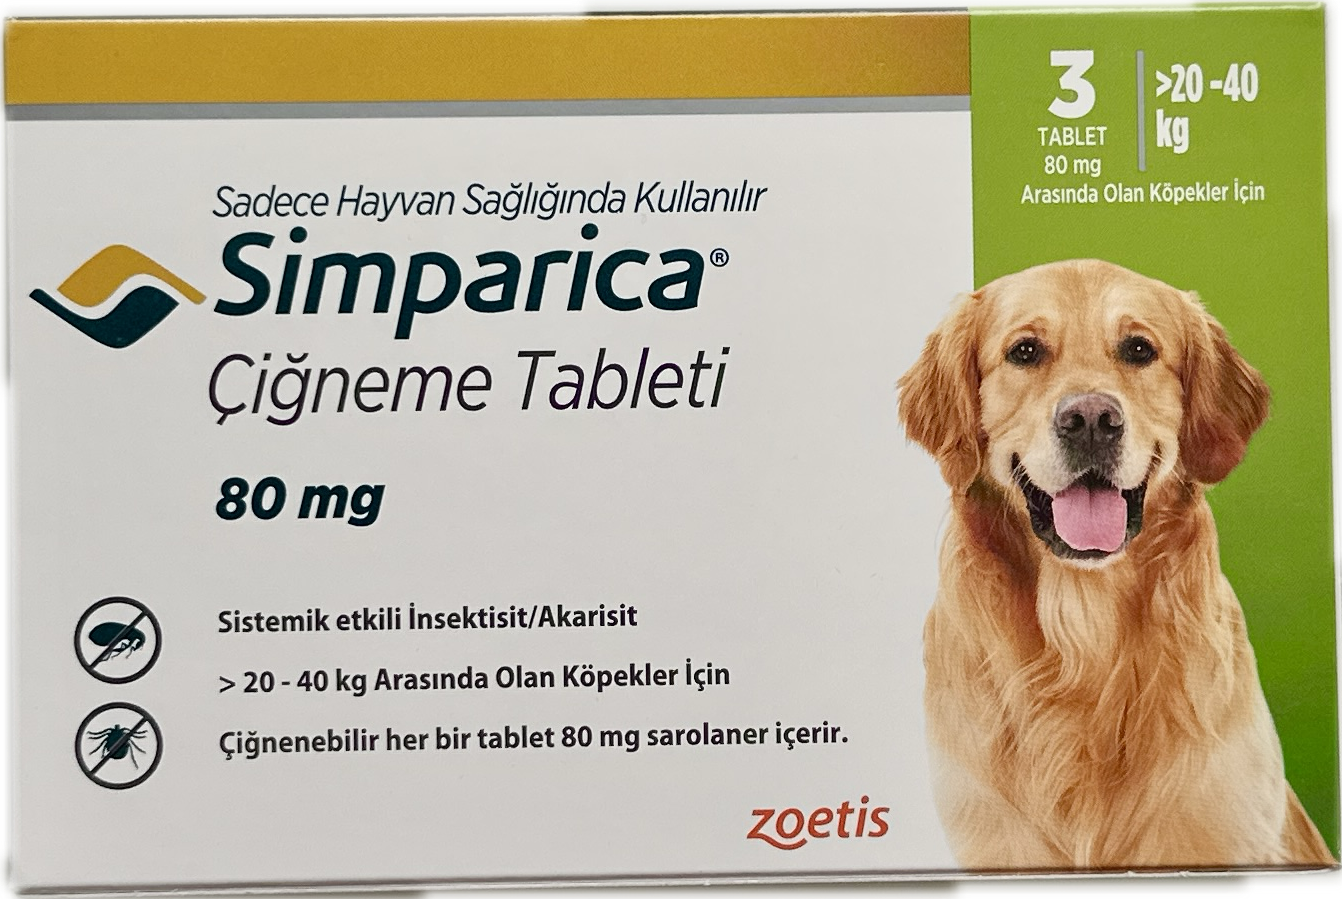 3
TABLET
80 mg
>20 -40
kg
Arasında Olan Köpekler İçin
Sadece Hayvan Sağlığında Kullanılır
Simparica®
Çiğneme Tableti
80 mg
Sistemik etkili İnsektisit/Akarisit
> 20 - 40 kg Arasında Olan Köpekler İçin
Çiğnenebilir her bir tablet 80 mg sarolaner içerir.
zoetis